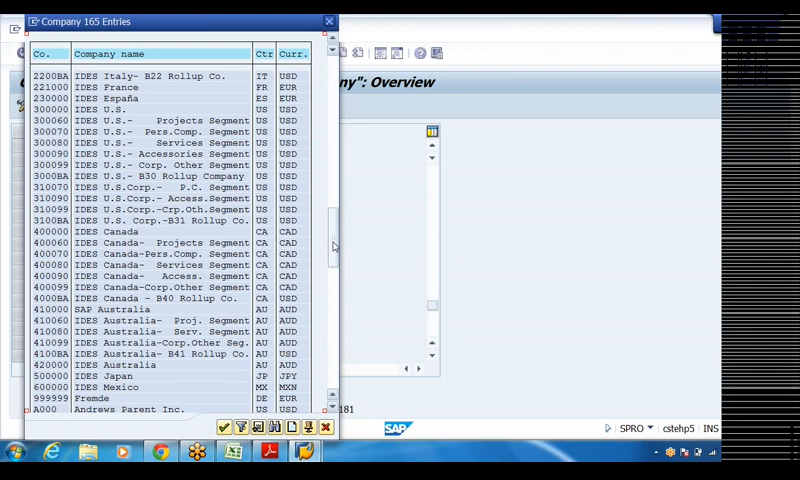 Company 165 Entries
ny": Overview
Co. Company name Ctr Curr.
2200BA IDES Italy- B22 Rollup Co. IT USD
221000 IDES France FR EUR
230000 IDES España ES EUR
300000 IDES U.S. US USD
300060 IDES U.S.- Projects Segment US USD
300070 IDES U.S.- Pers.Comp. Segment US USD
300080 IDES U.S.- Services Segment US USD
300090 IDES U.S.- Accessories Segment US USD
300099 IDES U.S.- Corp. Other Segment US USD
3000BA IDES U.S.- B30 Rollup Company US USD
310070 IDES U.S.Corp.- P.C. Segment US USD
310090 IDES U.S.Corp.- Access.Segment US USD
310099 IDES U.S.Corp.-Crp.Oth.Segment US USD
3100BA IDES U.S. Corp.-B31 Rollup Co. US USD
400000 IDES Canada CA CAD
400060 IDES Canada- Projects Segment CA CAD
400070 IDES Canada-Pers.Comp. Segment CA CAD
400080 IDES Canada- Services Segment CA CAD
400090 IDES Canada- Access. Segment CA CAD
400099 IDES Canada-Corp.Other Segment CA CAD
4000BA IDES Canada - B40 Rollup Co. CA USD
410000 SAP Australia AU AUD
410060 IDES Australia- Proj. Segment AU AUD
410080 IDES Australia- Serv. Segment AU AUD
410099 IDES Australia-Corp.Other Seg. AU AUD
4100BA IDES Australia- B41 Rollup Co. AU USD
420000 IDES Australia AU AUD
500000 IDES Japan JP JPY
600000 IDES Mexico MX MXN
999999 Fremde DE EUR
A000 Andrews Parent Inc. US USD
181
SAP
SPRO cstehp5 INS